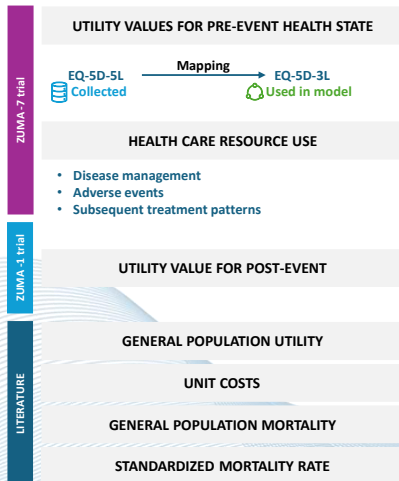 ZUMA -7 trial
UTILITY VALUES FOR PRE-EVENT HEALTH STATE
Mapping
EQ-5D-5L
EQ-5D-3L
Collected
Used in model
HEALTH CARE RESOURCE USE
• Disease management
• Adverse events
• Subsequent treatment patterns
ZUMA -1 trial
UTILITY VALUE FOR POST-EVENT
LITERATURE
GENERAL POPULATION UTILITY
UNIT COSTS
GENERAL POPULATION MORTALITY
STANDARDIZED MORTALITY RATE